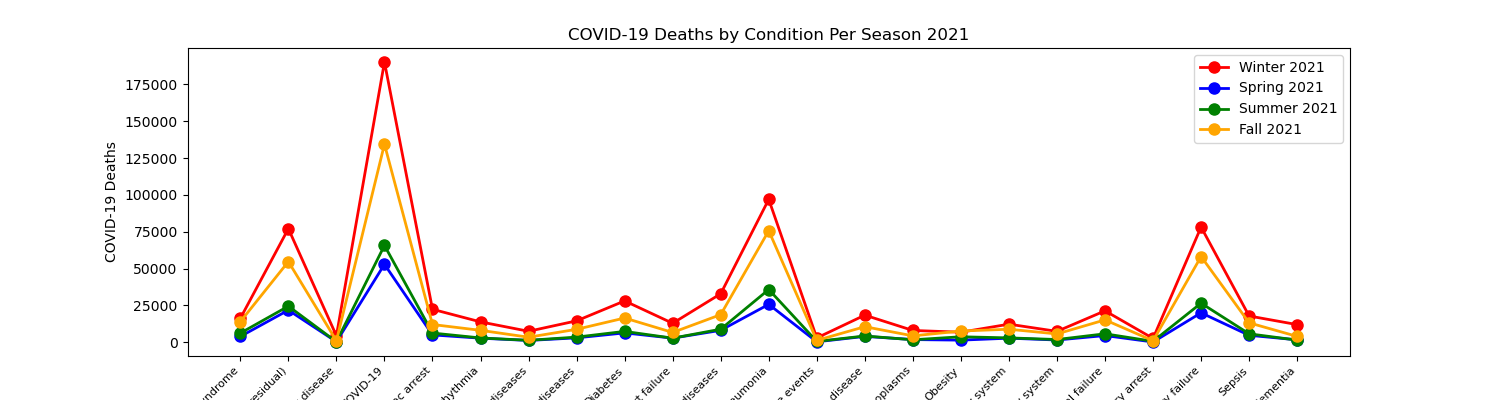 COVID-19 Deaths by Condition Per Season 2021
COVID-19 Deaths
175000
150000
125000
100000
75000
50000
25000
0
Winter 2021
Spring 2021
Summer 2021
Fall 2021
ndrome
esidual)
disease
OVID-19
c arrest
hythmia
diseases
diseases
Diabetes
t failure
diseases
umonia
e events
disease
oplasms
Obesity
system
system
l failure
ry arrest
y failure
Sepsis
ementia